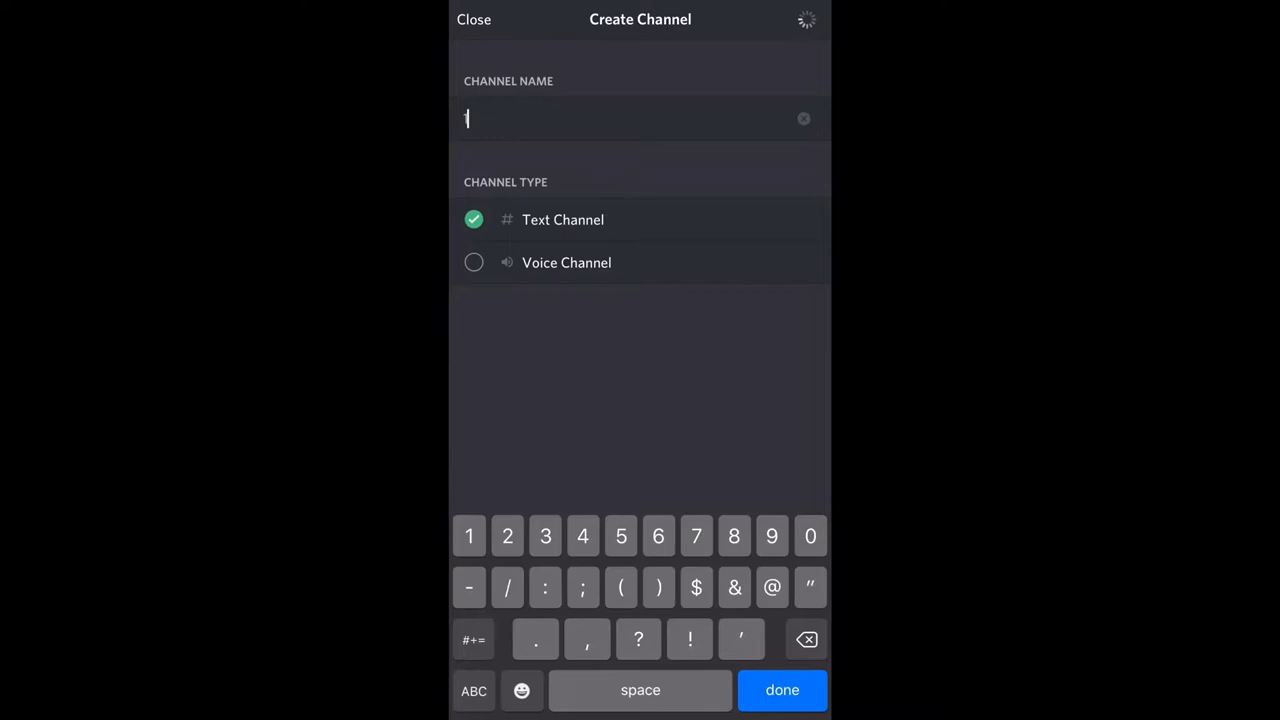 Close Create Channel
CHANNEL NAME
CHANNEL TYPE
# Text Channel
Voice Channel
1 2 3 4 5 6 7 8 9 0
- / : ; ( ) $ & @ "
#+= . , ? ! '
ABC space done